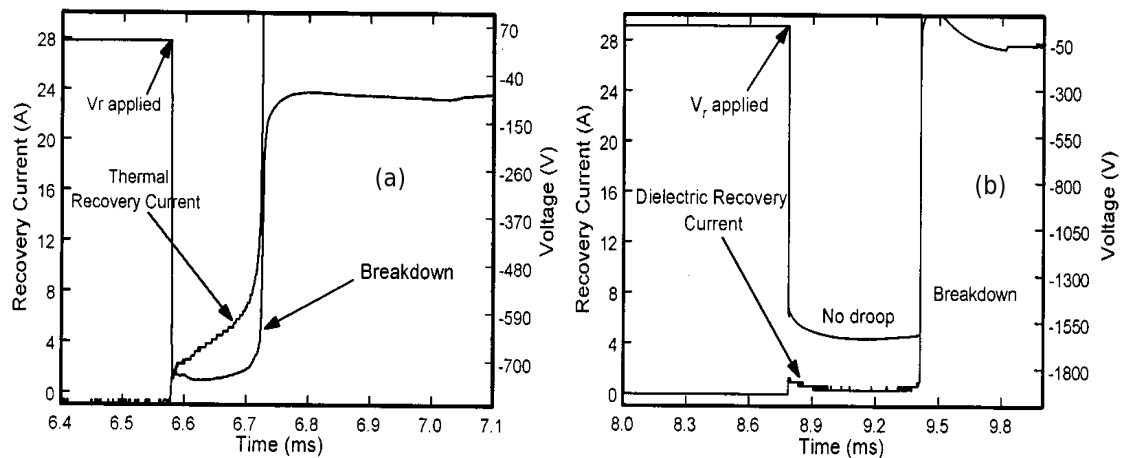 28
24
20
16
12
8
4
0
Recovery Current (A)
Vr applied
Thermal
Recovery Current
(a)
Breakdown
70
-40
-150
-260
-370
-480
-590
-700
Voltage (V)
6.4
6.5
6.6
6.7
6.8
6.9
7.0
7.1
Time (ms)
28
24
20
16
12
8
4
0
Recovery Current (A)
Vr applied
Dielectric Recovery
Current
(b)
No droop
Breakdown
-50
-300
-550
-800
-1050
-1300
-1550
-1800
Voltage (V)
8.0
8.3
8.6
8.9
9.2
9.5
9.8
Time (ms)